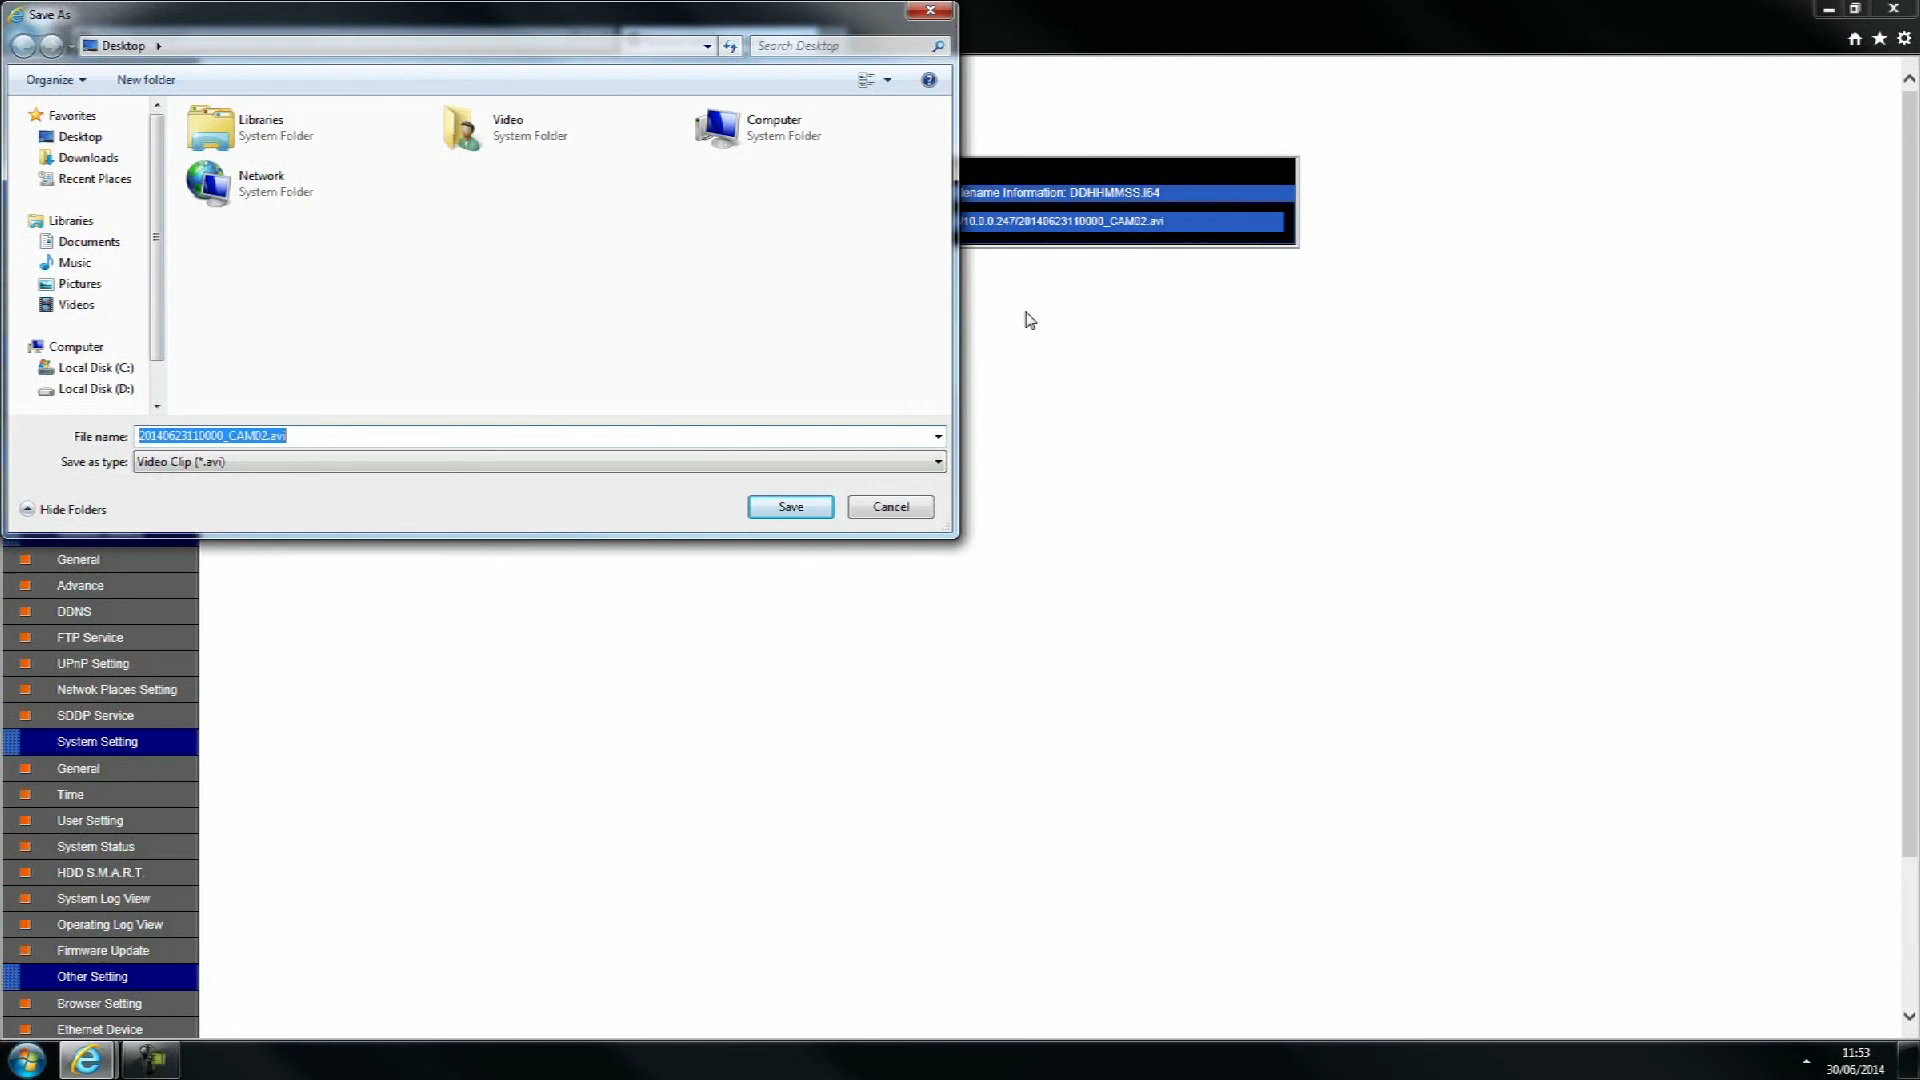 Save As
Desktop
Search Desktop
Organize
New folder
Favorites
Desktop
Downloads
Recent Places
Libraries
Documents
Music
Pictures
Videos
Computer
Local Disk (C:)
Local Disk (D:)
Libraries
System Folder
Video
System Folder
Computer
System Folder
Network
System Folder
File name: 20140623110000_CAM02.avi
Save as type: Video Clip (*.avi)
Hide Folders
Save
Cancel
ename Information: DDHHMMSS.I64
/10.0.0.247/20140623110000_CAM02.avi
General
Advance
DDNS
FTP Service
UPnP Setting
Netwok Places Setting
SDDP Service
System Setting
General
Time
User Setting
System Status
HDD S.M.A.R.T.
System Log View
Operating Log View
Firmware Update
Other Setting
Browser Setting
Ethernet Device
11:53
30/06/2014